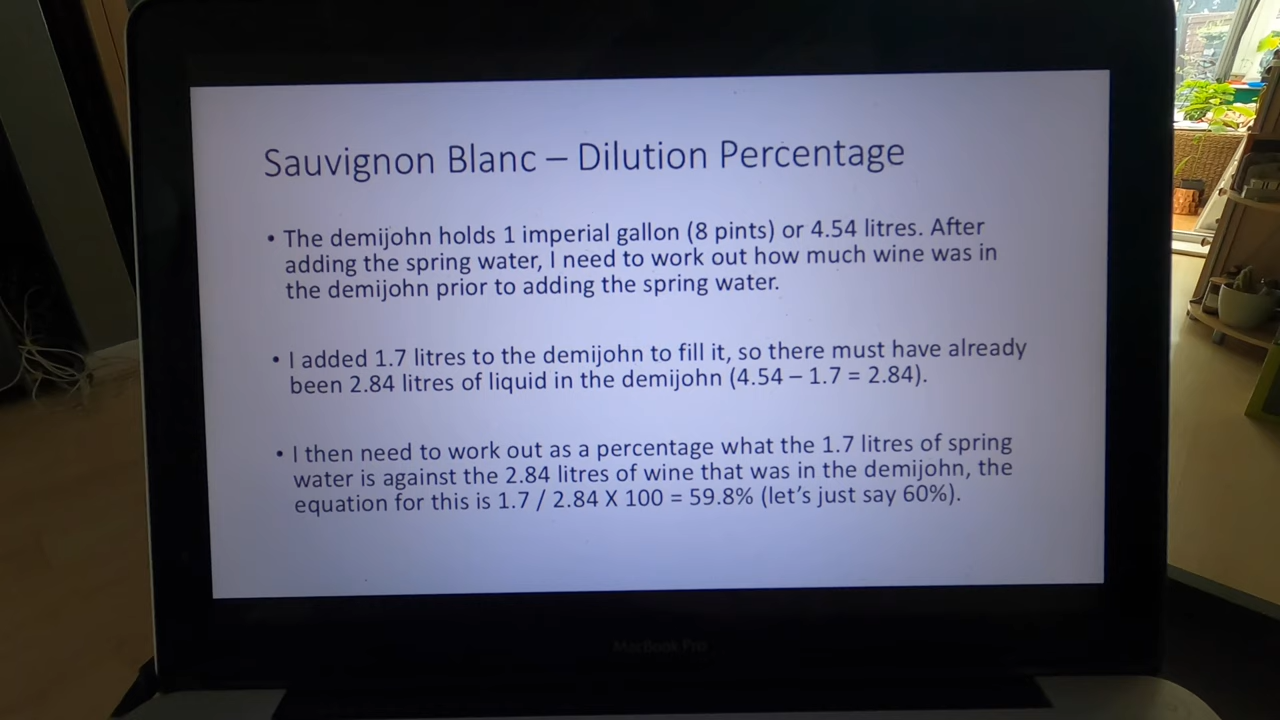 Sauvignon Blanc – Dilution Percentage
• The demijohn holds 1 imperial gallon (8 pints) or 4.54 litres. After
adding the spring water, I need to work out how much wine was in
the demijohn prior to adding the spring water.
• I added 1.7 litres to the demijohn to fill it, so there must have already
been 2.84 litres of liquid in the demijohn (4.54 – 1.7 = 2.84).
• I then need to work out as a percentage what the 1.7 litres of spring
water is against the 2.84 litres of wine that was in the demijohn, the
equation for this is 1.7 / 2.84 X 100 = 59.8% (let's just say 60%).
MacBook Pro